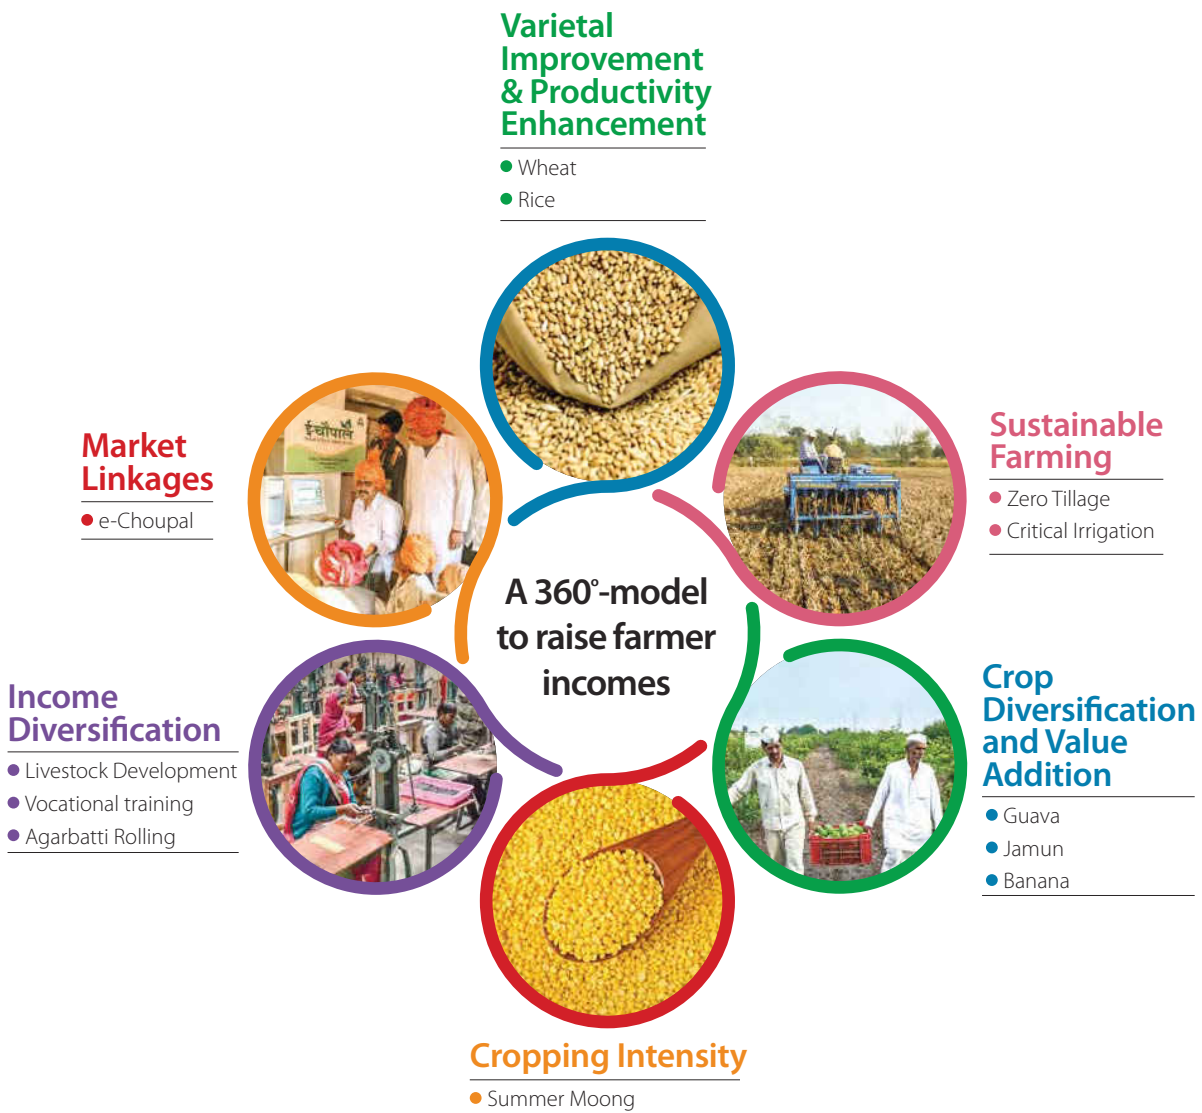 Varietal
Improvement
& Productivity
Enhancement
Wheat
Rice
Sustainable
Farming
Zero Tillage
Critical Irrigation
Crop
Diversification
and Value
Addition
Guava
Jamun
Banana
Cropping Intensity
Summer Moong
Income
Diversification
Livestock Development
Vocational training
Agarbatti Rolling
Market
Linkages
e-Choupal
ई-चौपाल
A 360°-model
to raise farmer
incomes